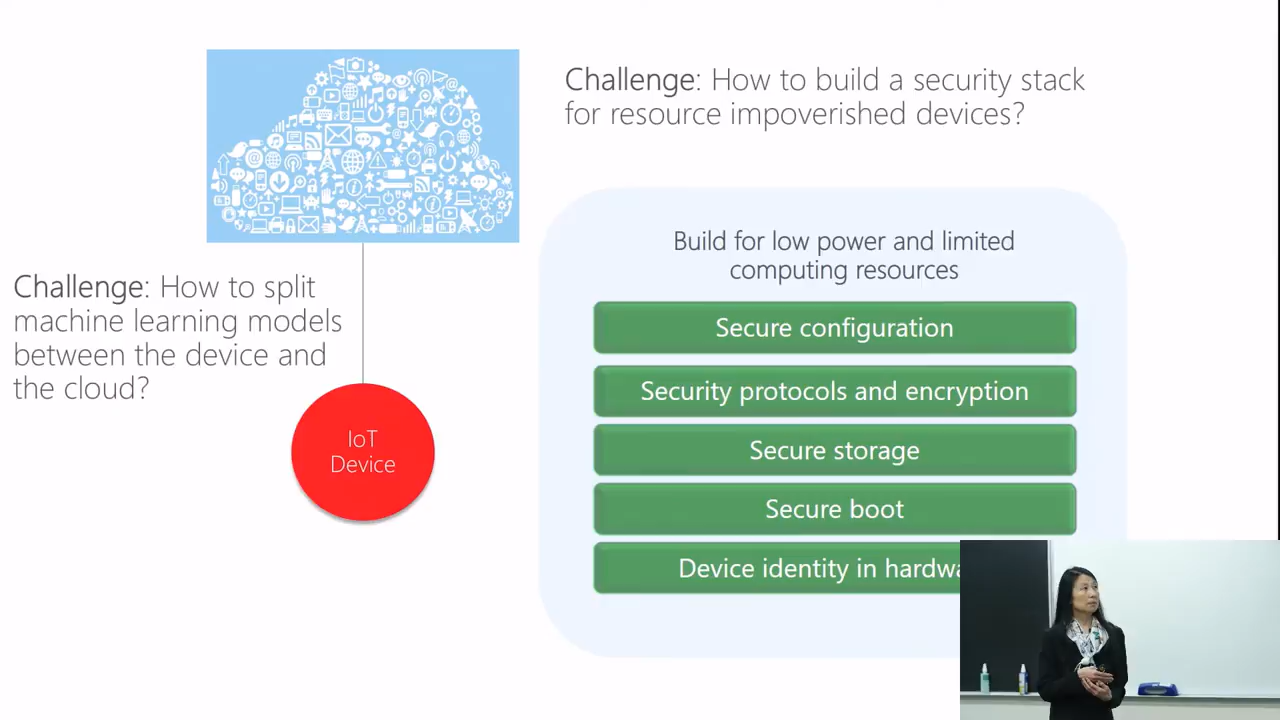 Challenge: How to build a security stack
for resource impoverished devices?
Challenge: How to split
machine learning models
between the device and
the cloud?
IoT
Device
Build for low power and limited
computing resources
Secure configuration
Security protocols and encryption
Secure storage
Secure boot
Device identity in hardwa